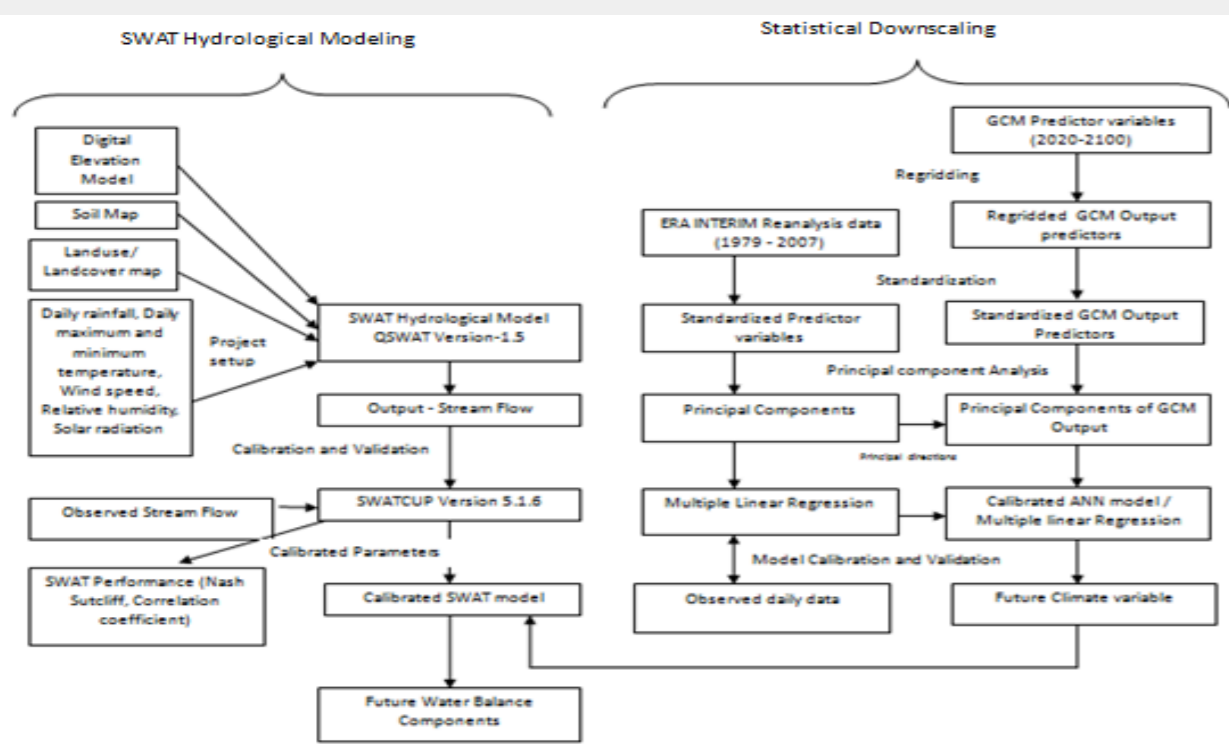 SWAT Hydrological Modeling
Digital
Elevation
Model
Soil Map
Landuse/
Landcover map
Daily rainfall, Daily
maximum and
minimum
temperature,
Wind speed,
Relative humidity,
Solar radiation
Project
setup
SWAT Hydrological Model
QSWAT Version-1.5
Output - Stream Flow
Calibration and Validation
SWATCUP Version 5.1.6
Observed Stream Flow
Calibrated Parameters
SWAT Performance (Nash
Sutcliff, Correlation
coefficient)
Calibrated SWAT model
Future Water Balance
Components
Statistical Downscaling
GCM Predictor variables
(2020-2100)
Regridding
ERA INTERIM Reanalysis data
(1979 - 2007)
Regridded GCM Output
predictors
Standardization
Standardized Predictor
variables
Standardized GCM Output
Predictors
Principal component Analysis
Principal Components
Principal Components of GCM
Output
Principal directions
Multiple Linear Regression
Calibrated ANN model /
Multiple linear Regression
Model Calibration and Validation
Observed daily data
Future Climate variable